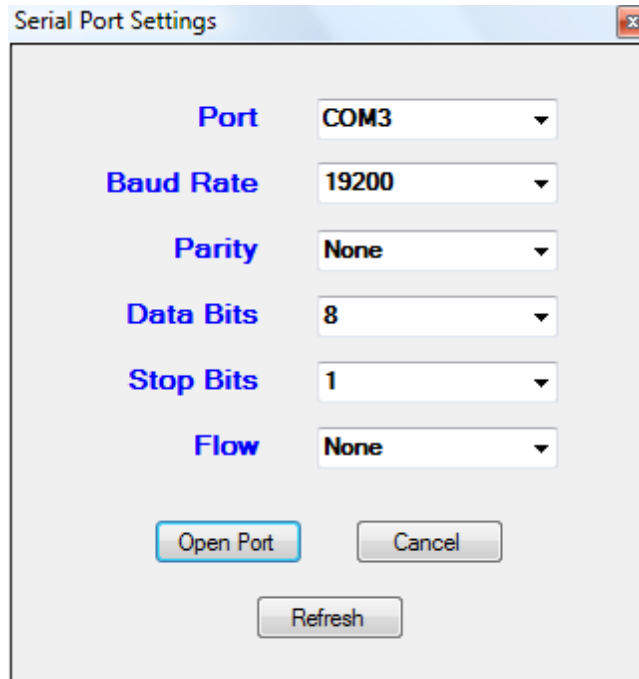 Serial Port Settings
Port COM3
Baud Rate 19200
Parity None
Data Bits 8
Stop Bits 1
Flow None
Open Port Cancel
Refresh